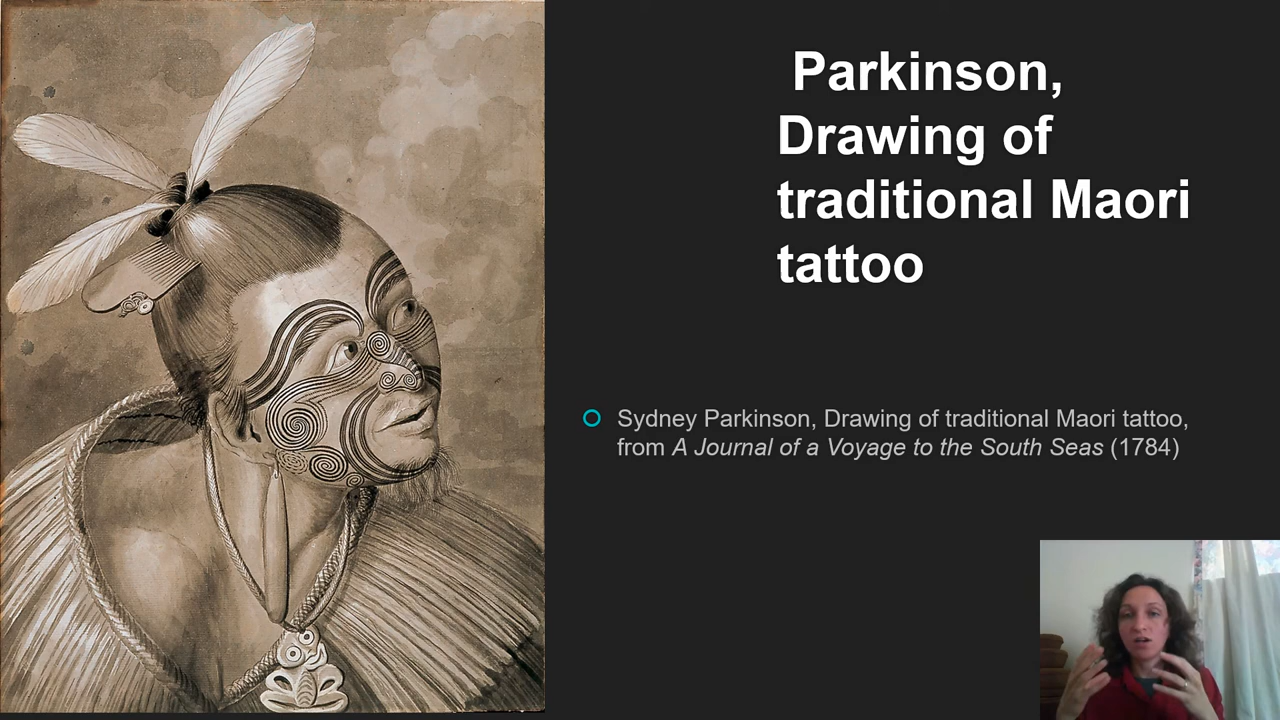 Parkinson,
Drawing of
traditional Maori
tattoo
Sydney Parkinson, Drawing of traditional Maori tattoo,
from A Journal of a Voyage to the South Seas (1784)